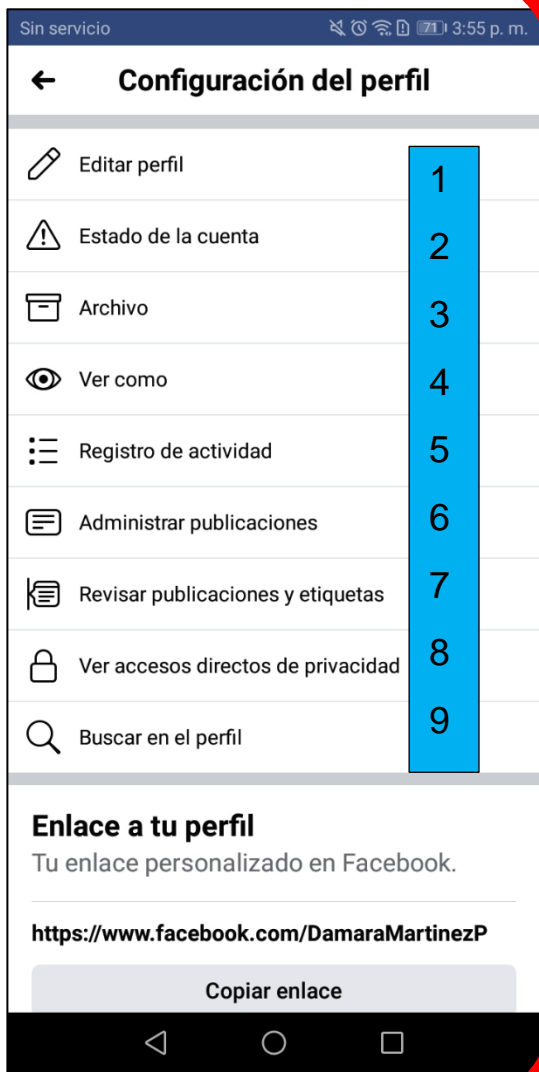 Sin servicio 71 3:55 p. m.
Configuración del perfil
Editar perfil 1
Estado de la cuenta 2
Archivo 3
Ver como 4
Registro de actividad 5
Administrar publicaciones 6
Revisar publicaciones y etiquetas 7
Ver accesos directos de privacidad 8
Buscar en el perfil 9
Enlace a tu perfil
Tu enlace personalizado en Facebook.
https://www.facebook.com/DamaraMartinezP
Copiar enlace